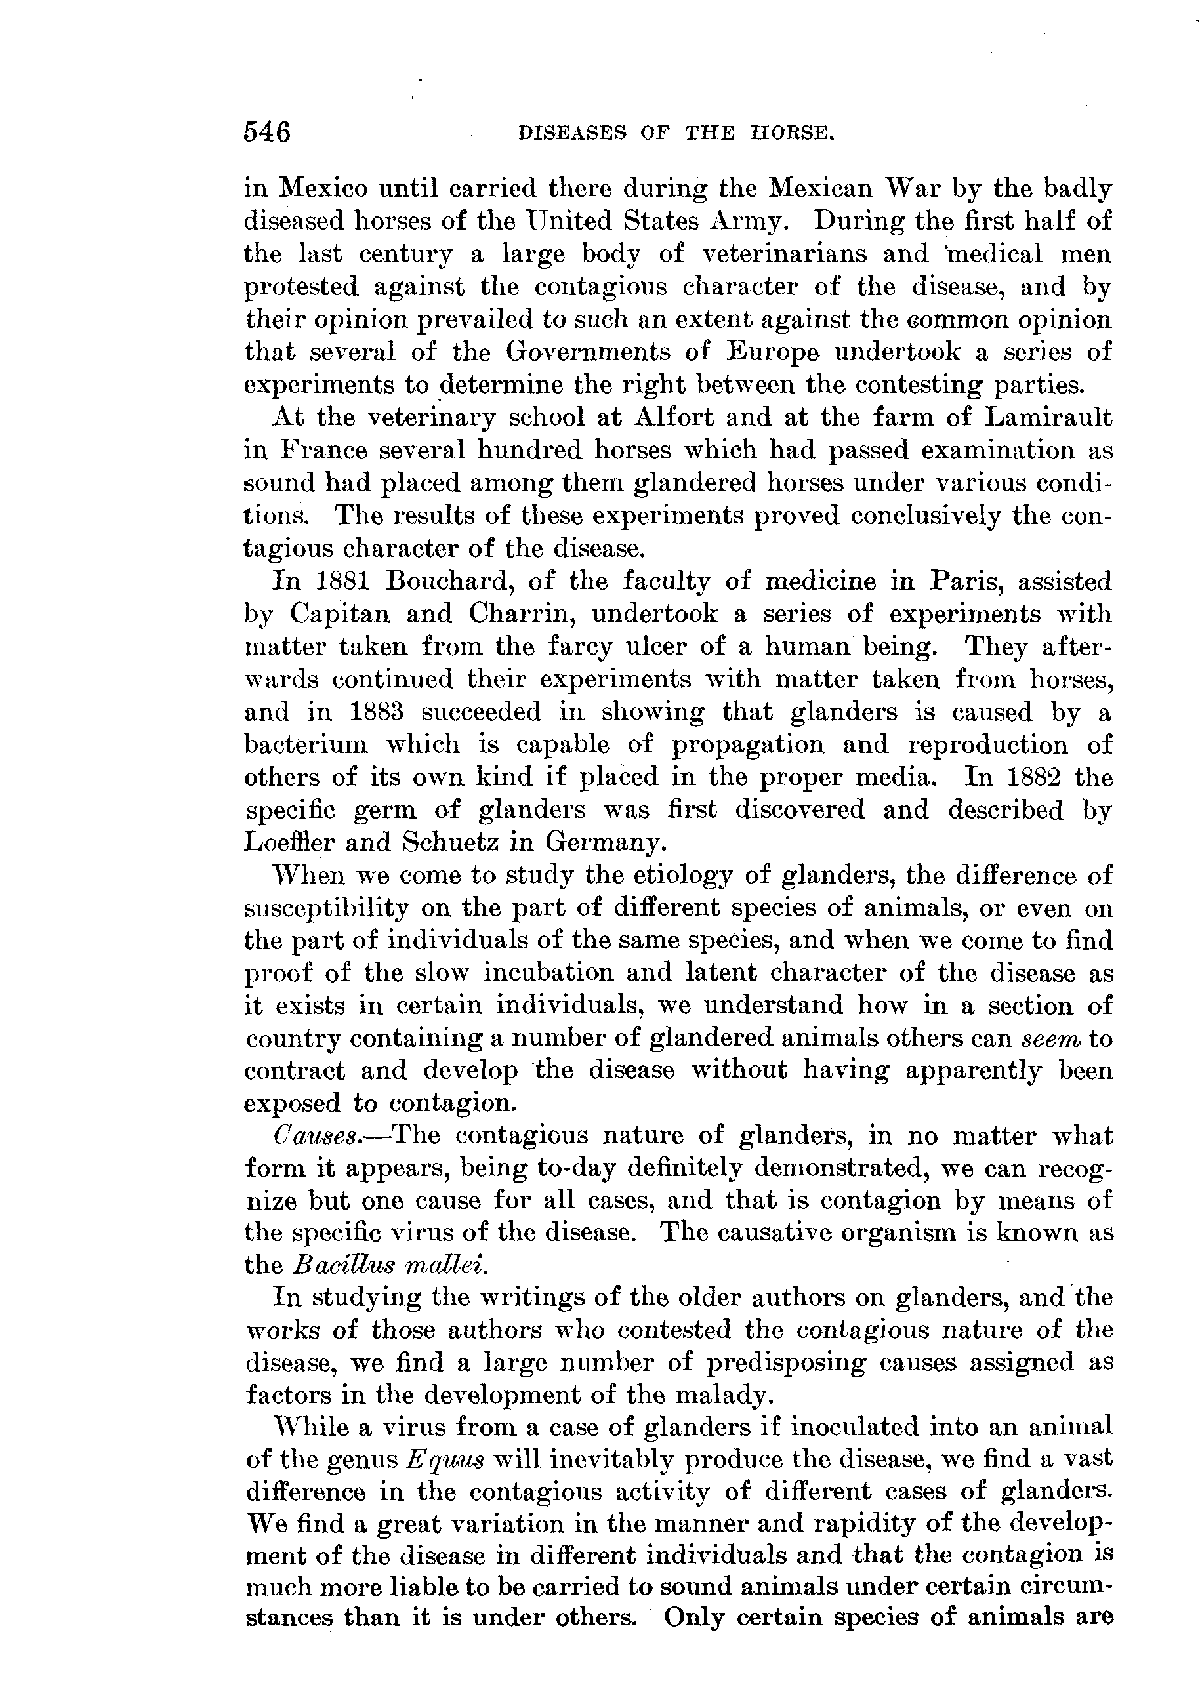 546 DISEASES OF THE HORSE.
in Mexico until carried there during the Mexican War by the badly
diseased horses of the United States Army. During the first half of
the last century a large body of veterinarians and medical men
protested against the contagious character of the disease, and by
their opinion prevailed to such an extent against the common opinion
that several of the Governments of Europe undertook a series of
experiments to determine the right between the contesting parties.
At the veterinary school at Alfort and at the farm of Lamirault
in France several hundred horses which had passed examination as
sound had placed among them glandered horses under various condi-
tions. The results of these experiments proved conclusively the con-
tagious character of the disease.
In 1881 Bouchard, of the faculty of medicine in Paris, assisted
by Capitan and Charrin, undertook a series of experiments with
matter taken from the farcy ulcer of a human being. They after-
wards continued their experiments with matter taken from horses,
and in 1883 succeeded in showing that glanders is caused by a
bacterium which is capable of propagation and reproduction of
others of its own kind if placed in the proper media. In 1882 the
specific germ of glanders was first discovered and described by
Loeffler and Schuetz in Germany.
When we come to study the etiology of glanders, the difference of
susceptibility on the part of different species of animals, or even on
the part of individuals of the same species, and when we come to find
proof of the slow incubation and latent character of the disease as
it exists in certain individuals, we understand how in a section of
country containing a number of glandered animals others can seem to
contract and develop the disease without having apparently been
exposed to contagion.
Causes.—The contagious nature of glanders, in no matter what
form it appears, being to-day definitely demonstrated, we can recog-
nize but one cause for all cases, and that is contagion by means of
the specific virus of the disease. The causative organism is known as
the Bacillus mallei.
In studying the writings of the older authors on glanders, and the
works of those authors who contested the contagious nature of the
disease, we find a large number of predisposing causes assigned as
factors in the development of the malady.
While a virus from a case of glanders if inoculated into an animal
of the genus Equus will inevitably produce the disease, we find a vast
difference in the contagious activity of different cases of glanders.
We find a great variation in the manner and rapidity of the develop-
ment of the disease in different individuals and that the contagion is
much more liable to be carried to sound animals under certain circum-
stances than it is under others. Only certain species of animals are